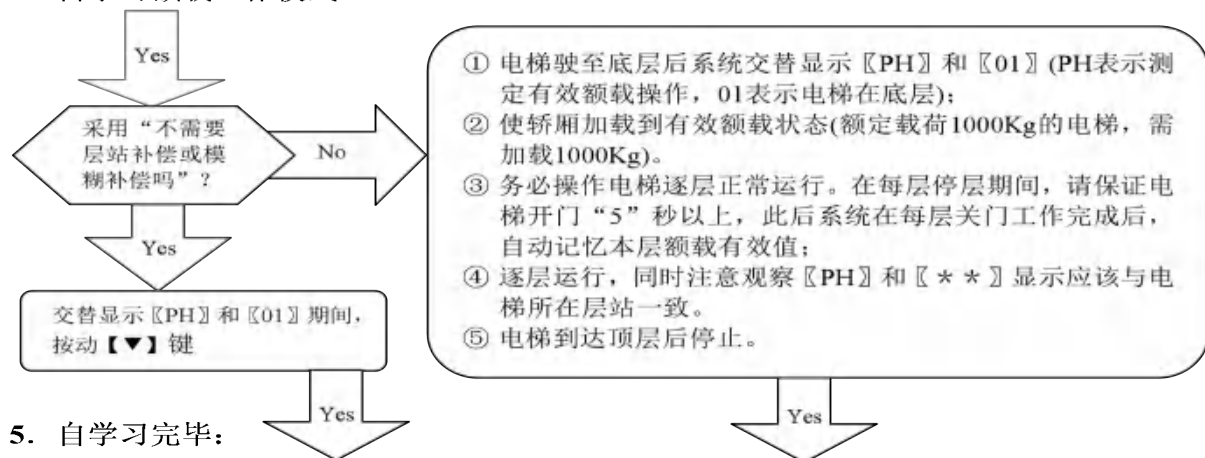 Yes
采用“不需要
层站补偿或模
糊补偿吗”?
No
Yes
交替显示〖PH〗和〖01〗期间,
按动【▼】键
Yes
① 电梯驶至底层后系统交替显示〖PH〗和〖01〗(PH表示测
定有效额载操作，01表示电梯在底层);
② 使轿厢加载到有效额载状态(额定载荷1000Kg的电梯，需
加载1000Kg)。
③ 务必操作电梯逐层正常运行。在每层停层期间，请保证电
梯开门“5”秒以上，此后系统在每层关门工作完成后，
自动记忆本层额载有效值;
④ 逐层运行，同时注意观察〖PH〗和〖＊＊〗显示应该与电
梯所在层站一致。
⑤ 电梯到达顶层后停止。
Yes
5. 自学习完毕: